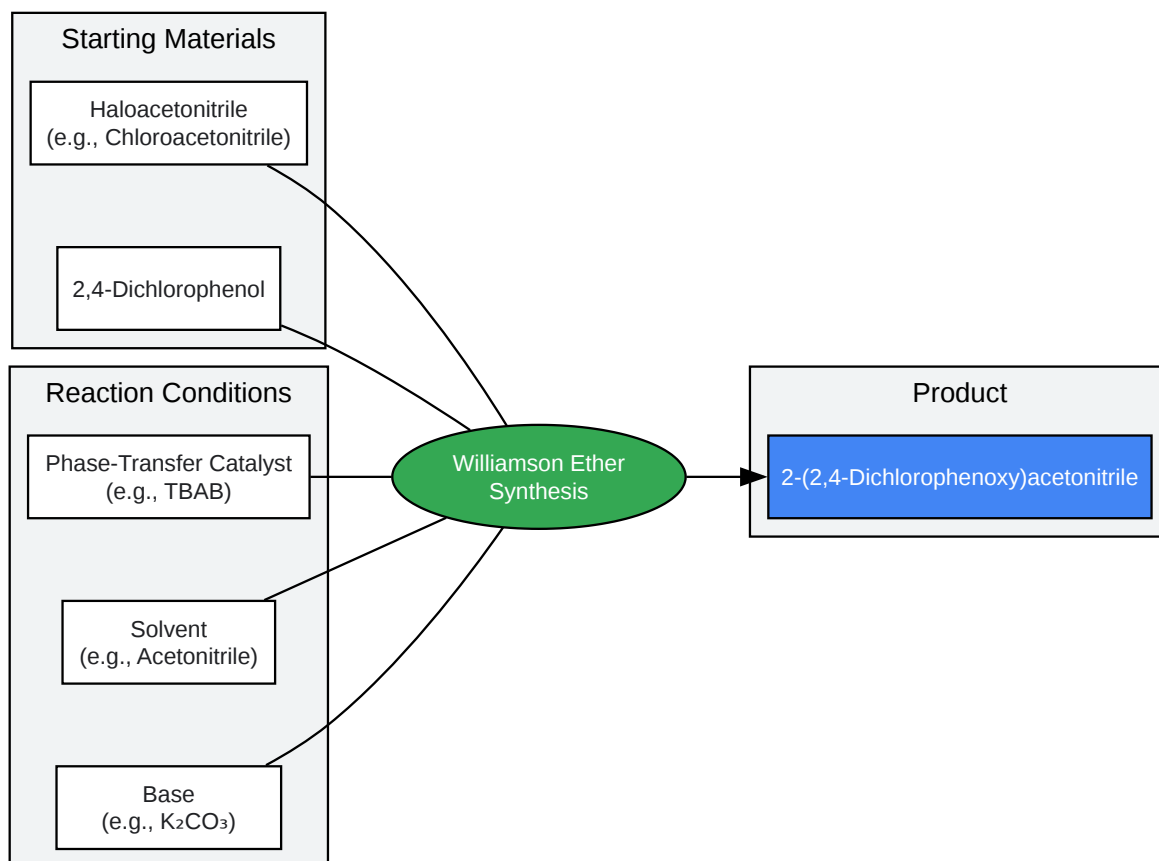 Starting Materials
Haloacetonitrile
(e.g., Chloroacetonitrile)
2,4-Dichlorophenol
Reaction Conditions
Phase-Transfer Catalyst
(e.g., TBAB)
Solvent
(e.g., Acetonitrile)
Base
(e.g., K₂CO₃)
Williamson Ether
Synthesis
Product
2-(2,4-Dichlorophenoxy)acetonitrile